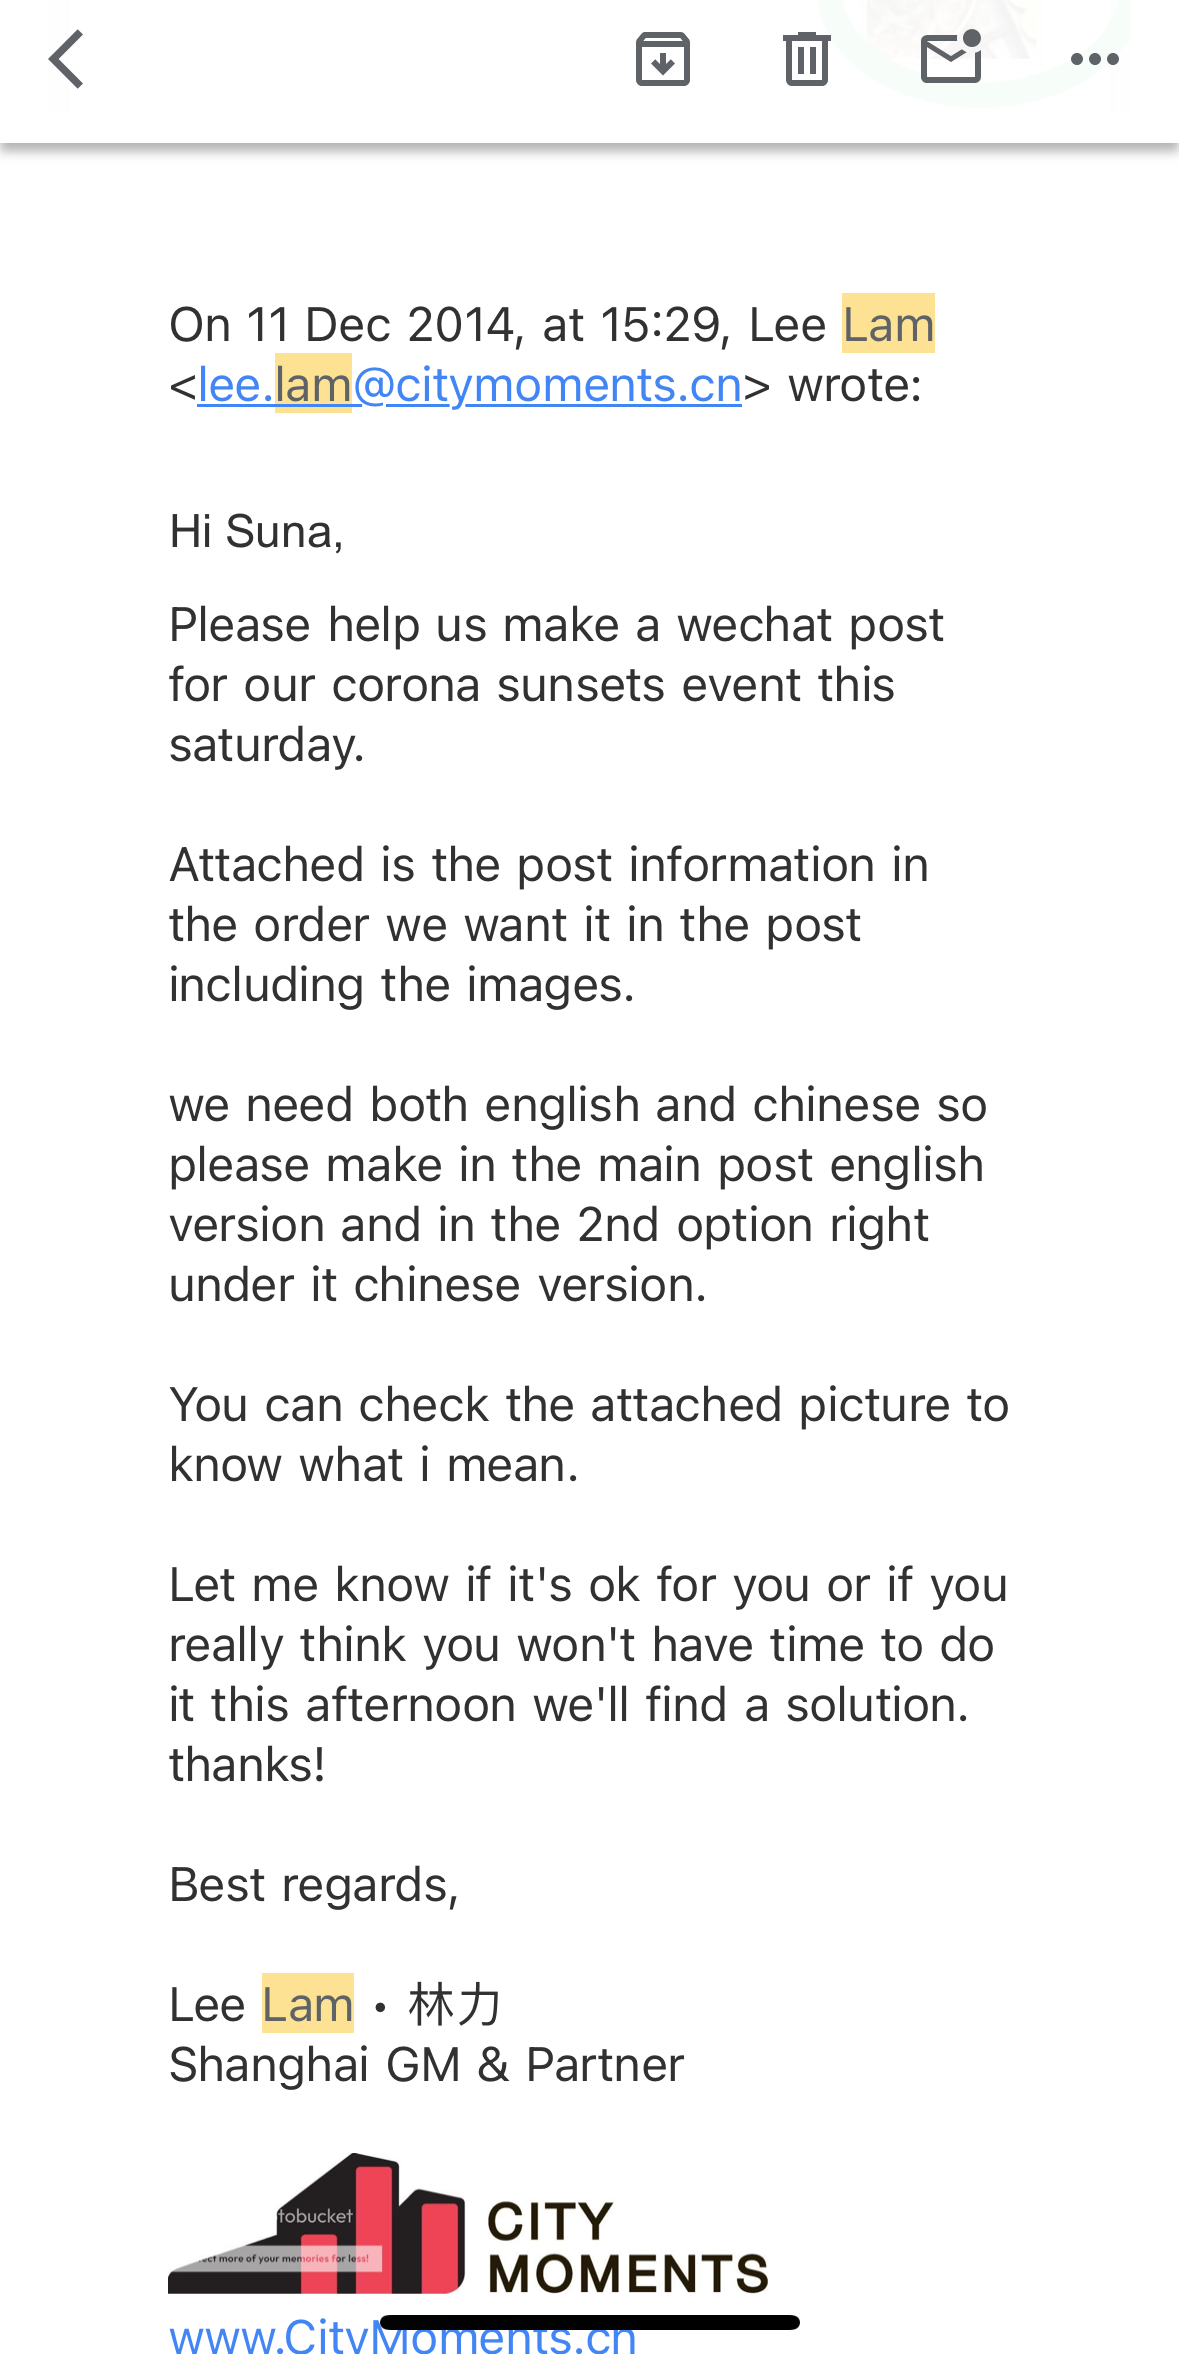 On 11 Dec 2014, at 15:29, Lee Lam
<lee.lam@citymoments.cn> wrote:
Hi Suna,
Please help us make a wechat post
for our corona sunsets event this
saturday.
Attached is the post information in
the order we want it in the post
including the images.
we need both english and chinese so
please make in the main post english
version and in the 2nd option right
under it chinese version.
You can check the attached picture to
know what i mean.
Let me know if it's ok for you or if you
really think you won't have time to do
it this afternoon we'll find a solution.
thanks!
Best regards,
Lee Lam • 林力
Shanghai GM & Partner
tobucket
ect more of your memories for less!
CITY
MOMENTS
www.CityMoments.cn